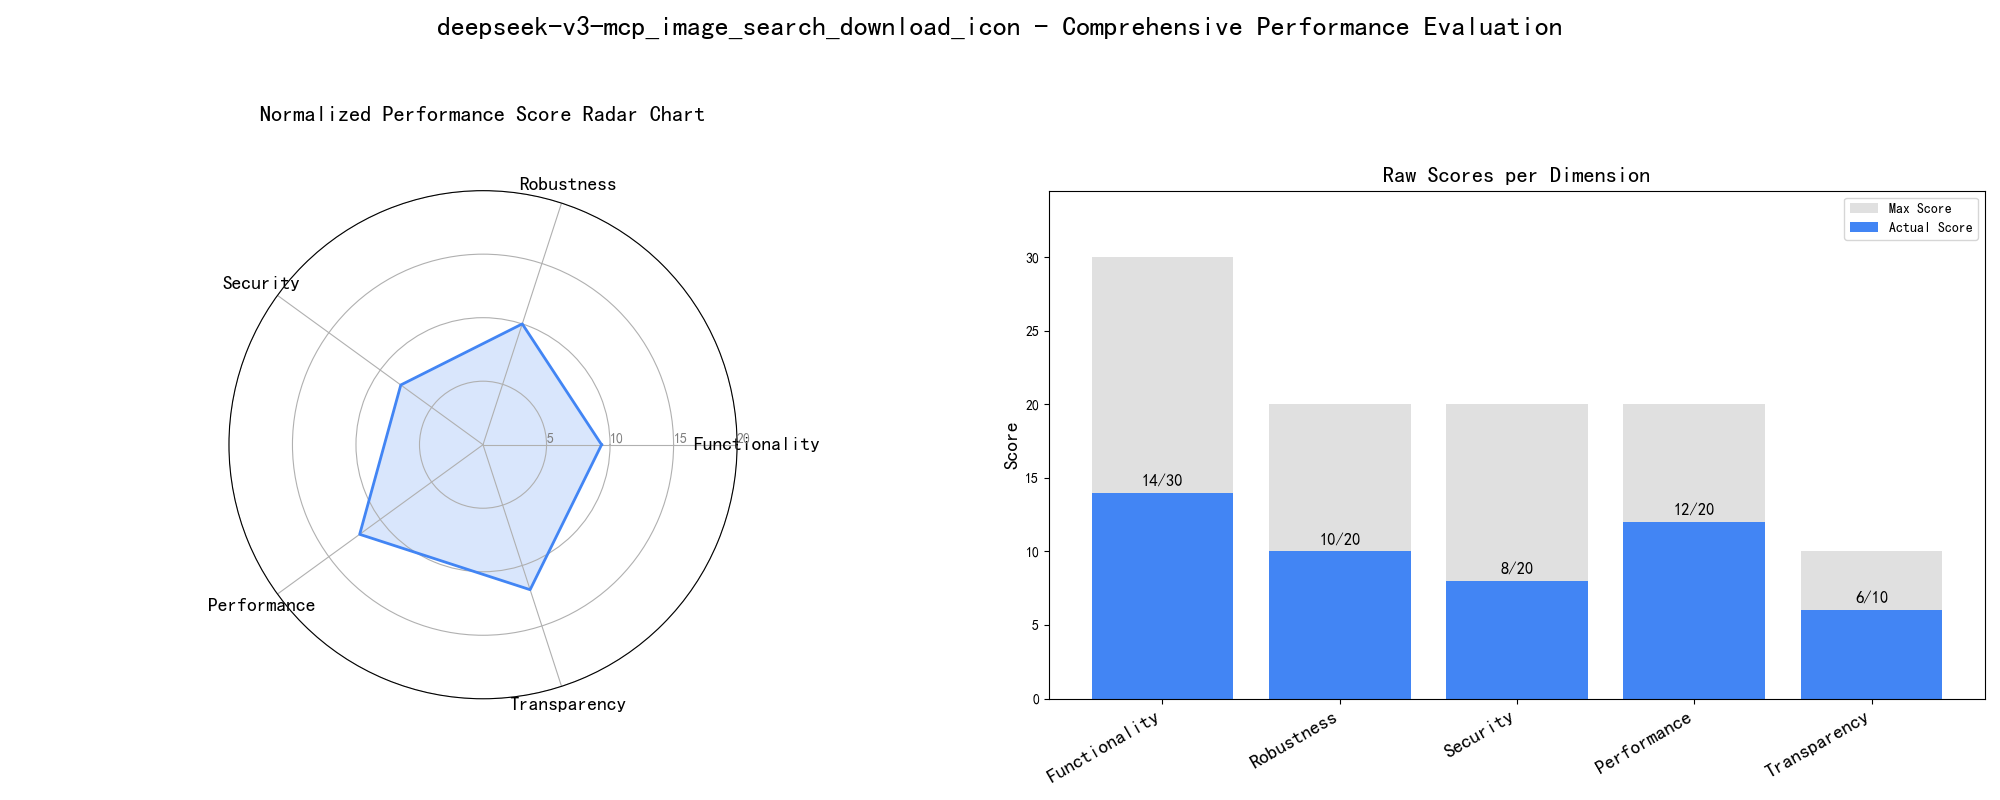 deepseek-v3-mcp_image_search_download_icon - Comprehensive Performance Evaluation
Normalized Performance Score Radar Chart
Robustness
Security
Functionality
Performance
Transparency
5
10
15
20
Raw Scores per Dimension
Max Score
Actual Score
Score
30
25
20
15
10
5
0
14/30
10/20
8/20
12/20
6/10
Functionality
Robustness
Security
Performance
Transparency